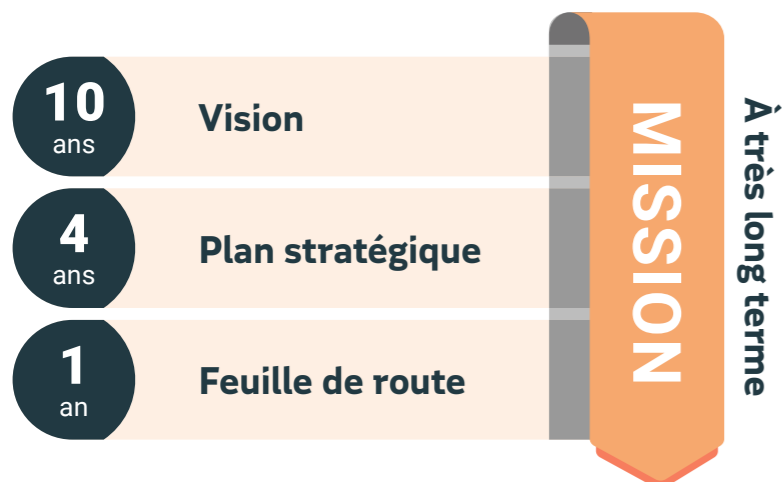 10
ans
Vision
4
ans
Plan stratégique
1
an
Feuille de route
MISSION
À très long terme